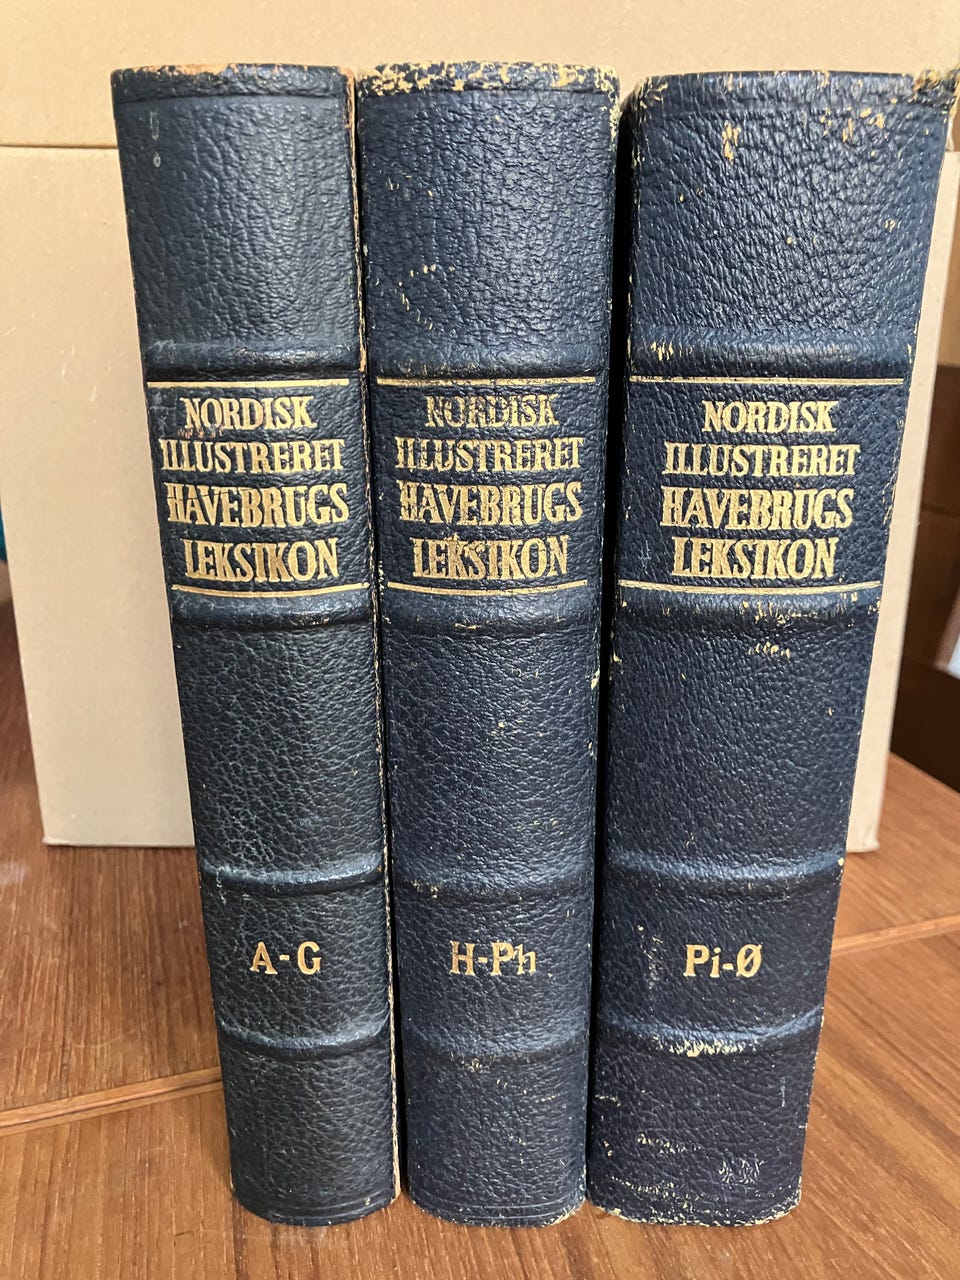 NORDISK
ILLUSTRERET
HAVEBRUGS
LEKSIKON
A-G
NORDISK
ILLUSTRERET
HAVEBRUGS
LEKSIKON
H-Ph
NORDISK
ILLUSTRERET
HAVEBRUGS
LEKSIKON
Pi-Ø